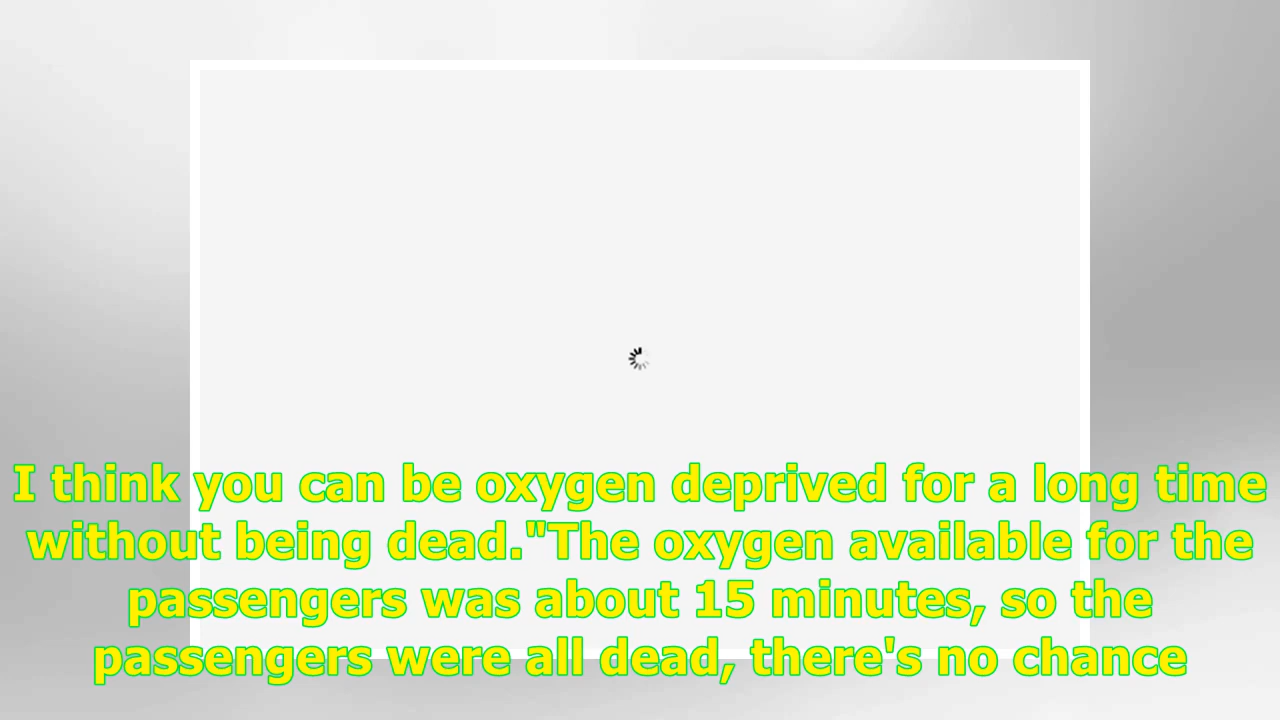 I think you can be oxygen deprived for a long time
without being dead."The oxygen available for the
passengers was about 15 minutes, so the
passengers were all dead, there's no chance